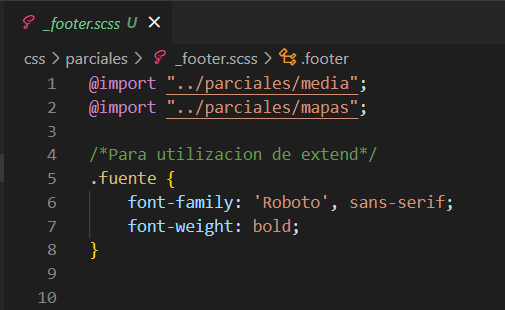 _footer.scss U ×
css > parciales > _footer.scss > .footer
1 @import "../parciales/media";
2 @import "../parciales/mapas";
3
4 /*Para utilizacion de extend*/
5 .fuente {
6 font-family: 'Roboto', sans-serif;
7 font-weight: bold;
8 }
9
10